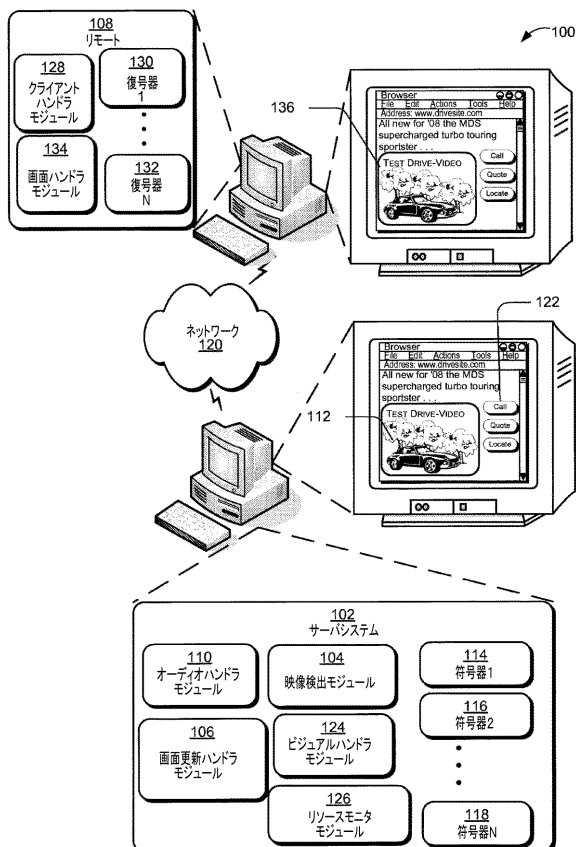 108
リモート
128
クライアント
ハンドラ
モジュール
130
復号器
1
134
画面ハンドラ
モジュール
132
復号器
N
100
136
Browser
File Edit Actions Tools Help
Address: www.drivesite.com
All new for '08 the MDS
supercharged turbo touring
sportster . . .
TEST DRIVE-VIDEO
Call
Quote
Locate
ネットワーク
120
122
Browser
File Edit Actions Tools Help
Address: www.drivesite.com
All new for '08 the MDS
supercharged turbo touring
sportster . . .
TEST DRIVE-VIDEO
Call
Quote
Locate
112
102
サーバシステム
110
オーディオハンドラ
モジュール
104
映像検出モジュール
114
符号器1
106
画面更新ハンドラ
モジュール
124
ビジュアルハンドラ
モジュール
116
符号器2
126
リソースモニタ
モジュール
118
符号器N